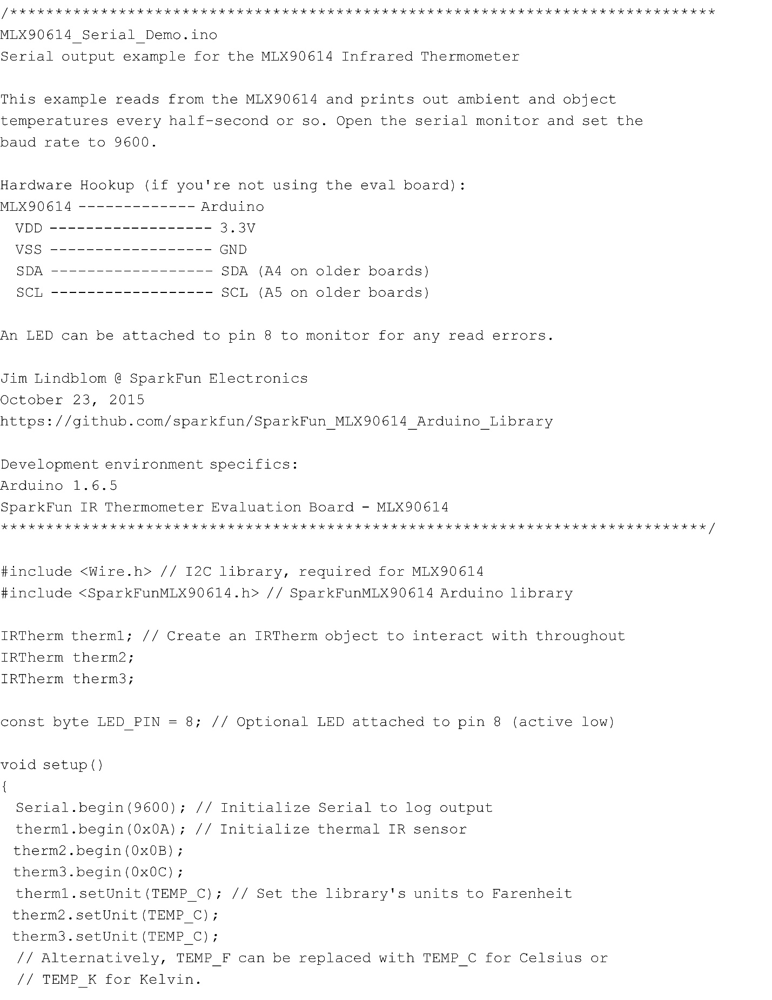 /******************************************************************************
MLX90614_Serial_Demo.ino
Serial output example for the MLX90614 Infrared Thermometer

This example reads from the MLX90614 and prints out ambient and object
temperatures every half-second or so. Open the serial monitor and set the
baud rate to 9600.

Hardware Hookup (if you're not using the eval board):
MLX90614 ------------- Arduino
  VDD ------------------ 3.3V
  VSS ------------------ GND
  SDA ------------------ SDA (A4 on older boards)
  SCL ------------------ SCL (A5 on older boards)

An LED can be attached to pin 8 to monitor for any read errors.

Jim Lindblom @ SparkFun Electronics
October 23, 2015
https://github.com/sparkfun/SparkFun_MLX90614_Arduino_Library

Development environment specifics:
Arduino 1.6.5
SparkFun IR Thermometer Evaluation Board - MLX90614
******************************************************************************/

#include <Wire.h> // I2C library, required for MLX90614
#include <SparkFunMLX90614.h> // SparkFunMLX90614 Arduino library

IRTherm therm1; // Create an IRTherm object to interact with throughout
IRTherm therm2;
IRTherm therm3;

const byte LED_PIN = 8; // Optional LED attached to pin 8 (active low)

void setup()
{
  Serial.begin(9600); // Initialize Serial to log output
  therm1.begin(0x0A); // Initialize thermal IR sensor
  therm2.begin(0x0B);
  therm3.begin(0x0C);
  therm1.setUnit(TEMP_C); // Set the library's units to Farenheit
  therm2.setUnit(TEMP_C);
  therm3.setUnit(TEMP_C);
  // Alternatively, TEMP_F can be replaced with TEMP_C for Celsius or
  // TEMP_K for Kelvin.